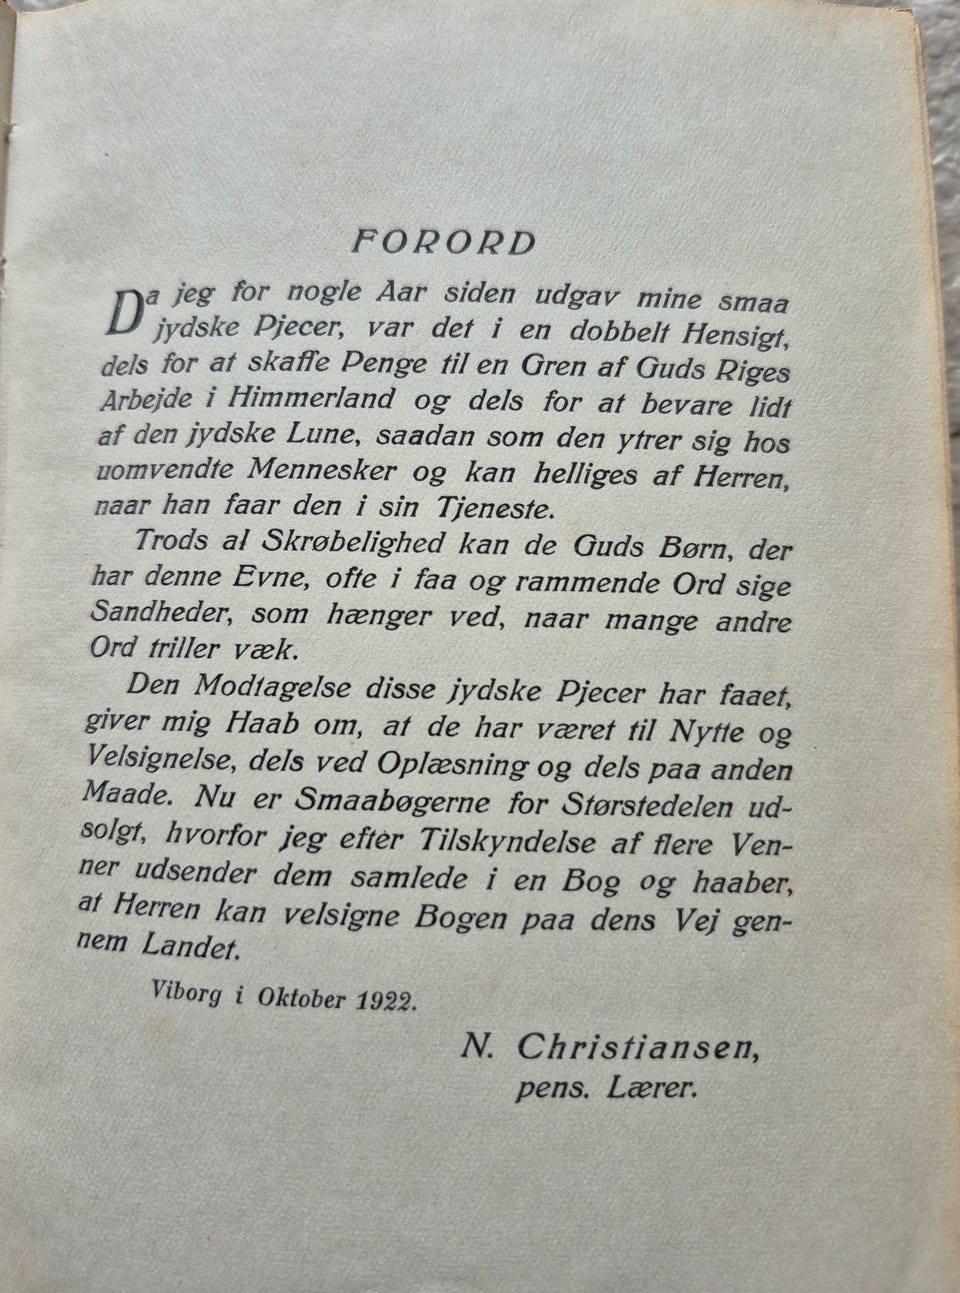 FORORD
Da jeg for nogle Aar siden udgav mine smaa
jydske Pjecer, var det i en dobbelt Hensigt,
dels for at skaffe Penge til en Gren af Guds Riges
Arbejde i Himmerland og dels for at bevare lidt
af den jydske Lune, saadan som den ytrer sig hos
uomvendte Mennesker og kan helliges af Herren,
naar han faar den i sin Tjeneste.
Trods al Skrøbelighed kan de Guds Børn, der
har denne Evne, ofte i faa og rammende Ord sige
Sandheder, som hænger ved, naar mange andre
Ord triller væk.
Den Modtagelse disse jydske Pjecer har faaet,
giver mig Haab om, at de har været til Nytte og
Velsignelse, dels ved Oplæsning og dels paa anden
Maade. Nu er Smaabøgerne for Størstedelen ud-
solgt, hvorfor jeg efter Tilskyndelse af flere Ven-
ner udsender dem samlede i en Bog og haaber,
at Herren kan velsigne Bogen paa dens Vej gen-
nem Landet.
Viborg i Oktober 1922.
N. Christiansen,
pens. Lærer.